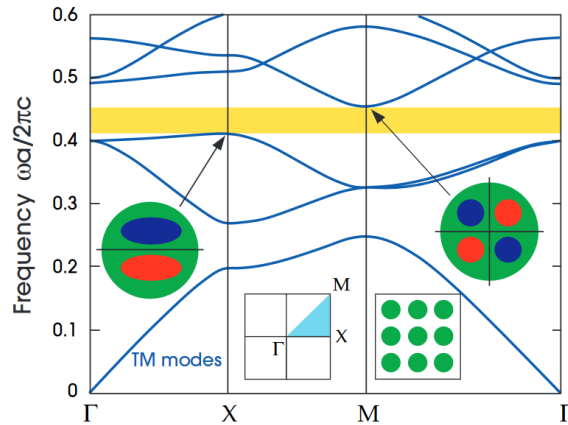 0.6
0.5
0.4
0.3
0.2
0.1
0
Frequency ωa/2πc
TM modes
M
Γ
X
Γ
X
M
Γ